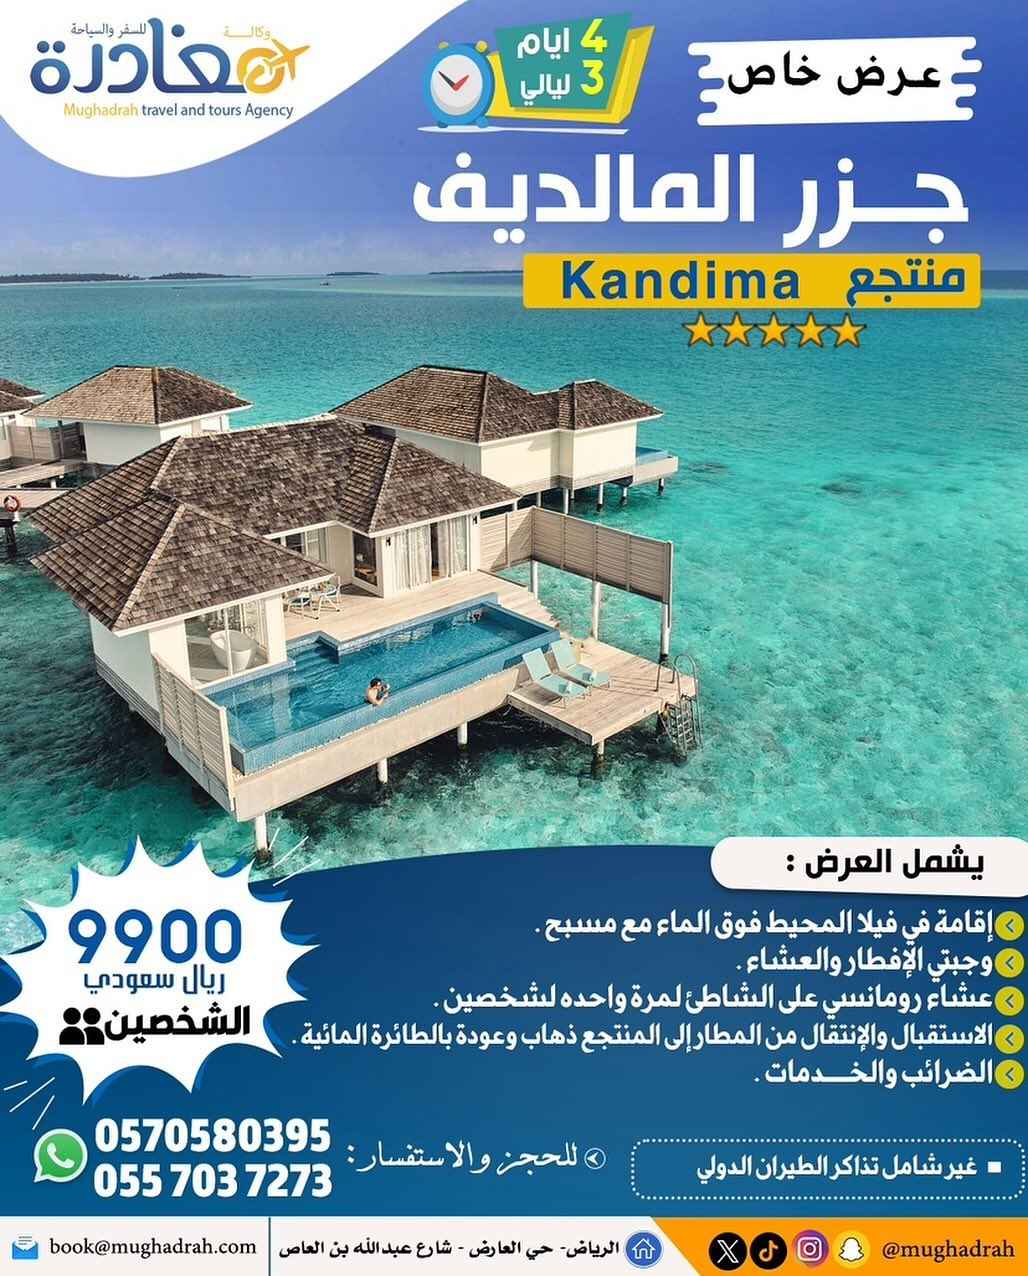 وكالة للسفر والسياحة
مغادرة
Mughadrah travel and tours Agency
4 ايام
3 ليالي
عرض خاص
جزر المالديف
منتجع Kandima
يشمل العرض :
إقامة في فيلا المحيط فوق الماء مع مسبح .
وجبتي الإفطار والعشاء .
عشاء رومانسي على الشاطئ لمرة واحده لشخصين .
الاستقبال والإنتقال من المطار إلى المنتجع ذهاب وعودة بالطائرة المائية .
الضرائب والخدمات .
9900
ريال سعودي
الشخصين
غير شامل تذاكر الطيران الدولي
للحجز والاستفسار :
0570580395
055 703 7273
@mughadrah
الرياض- حي العارض - شارع عبدالله بن العاص
book@mughadrah.com